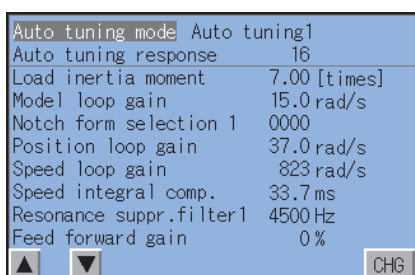 Auto tuning mode Auto tuning1
Auto tuning response 16
Load inertia moment 7.00 [times]
Model loop gain 15.0 rad/s
Notch form selection 1 0000
Position loop gain 37.0 rad/s
Speed loop gain 823 rad/s
Speed integral comp. 33.7 ms
Resonance suppr.filter1 4500 Hz
Feed forward gain 0 %
▲ ▼ CHG